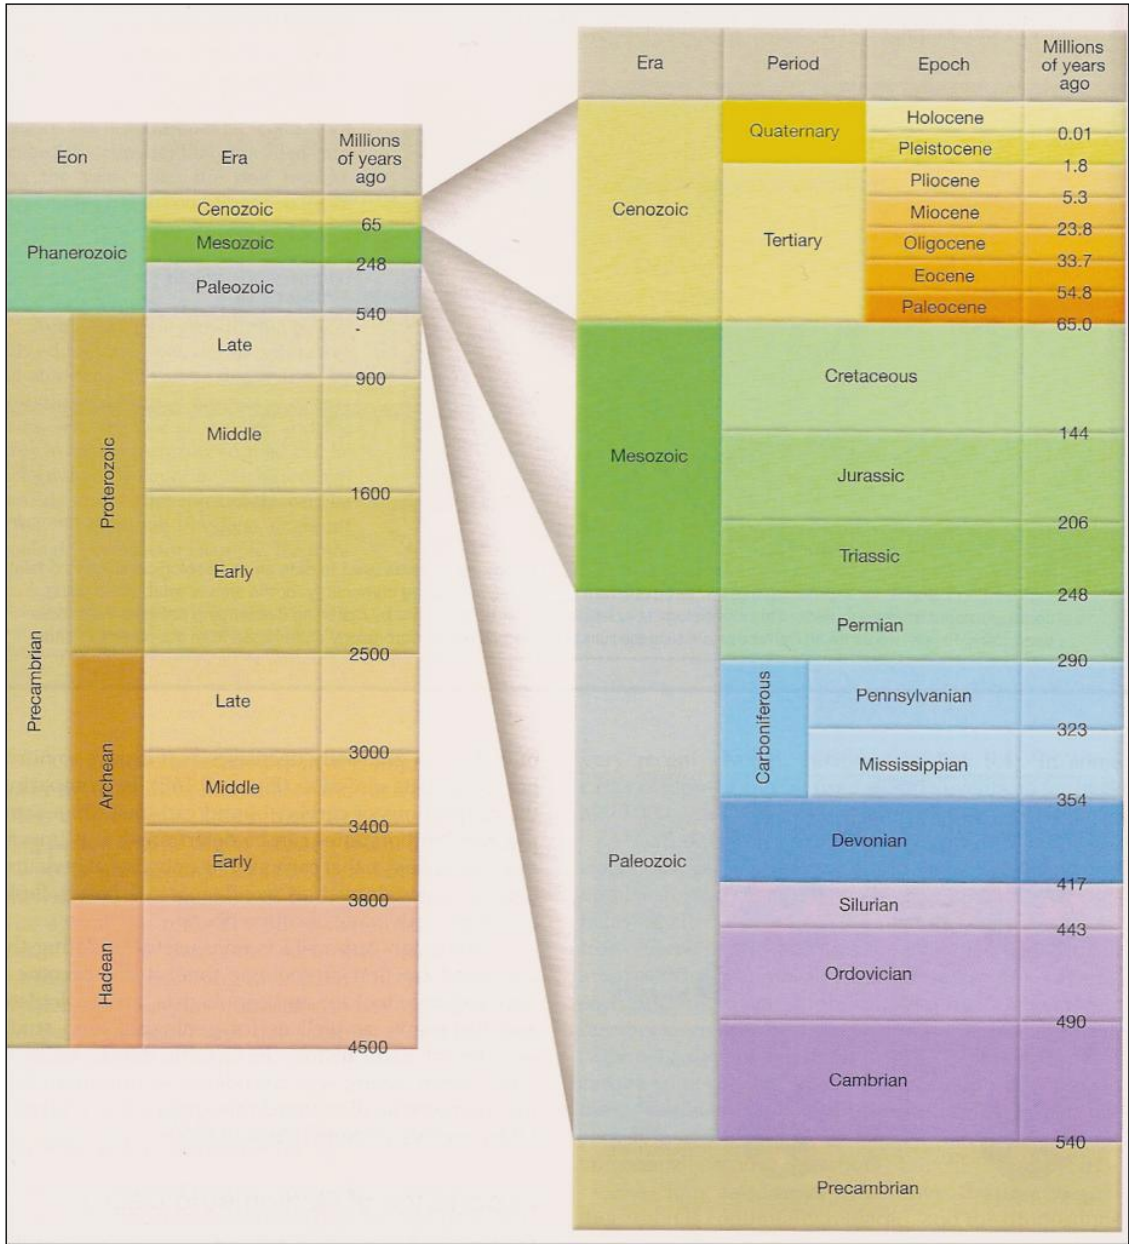 Eon
Era
Millions
of years
ago
Phanerozoic
Cenozoic
65
Mesozoic
248
Paleozoic
540
Precambrian
Proterozoic
Late
900
Middle
1600
Early
2500
Archean
Late
3000
Middle
3400
Early
3800
Hadean
4500
Era
Period
Epoch
Millions
of years
ago
Cenozoic
Quaternary
Holocene
0.01
Pleistocene
1.8
Tertiary
Pliocene
5.3
Miocene
23.8
Oligocene
33.7
Eocene
54.8
Paleocene
65.0
Mesozoic
Cretaceous
144
Jurassic
206
Triassic
248
Paleozoic
Permian
290
Carboniferous
Pennsylvanian
323
Mississippian
354
Devonian
417
Silurian
443
Ordovician
490
Cambrian
540
Precambrian